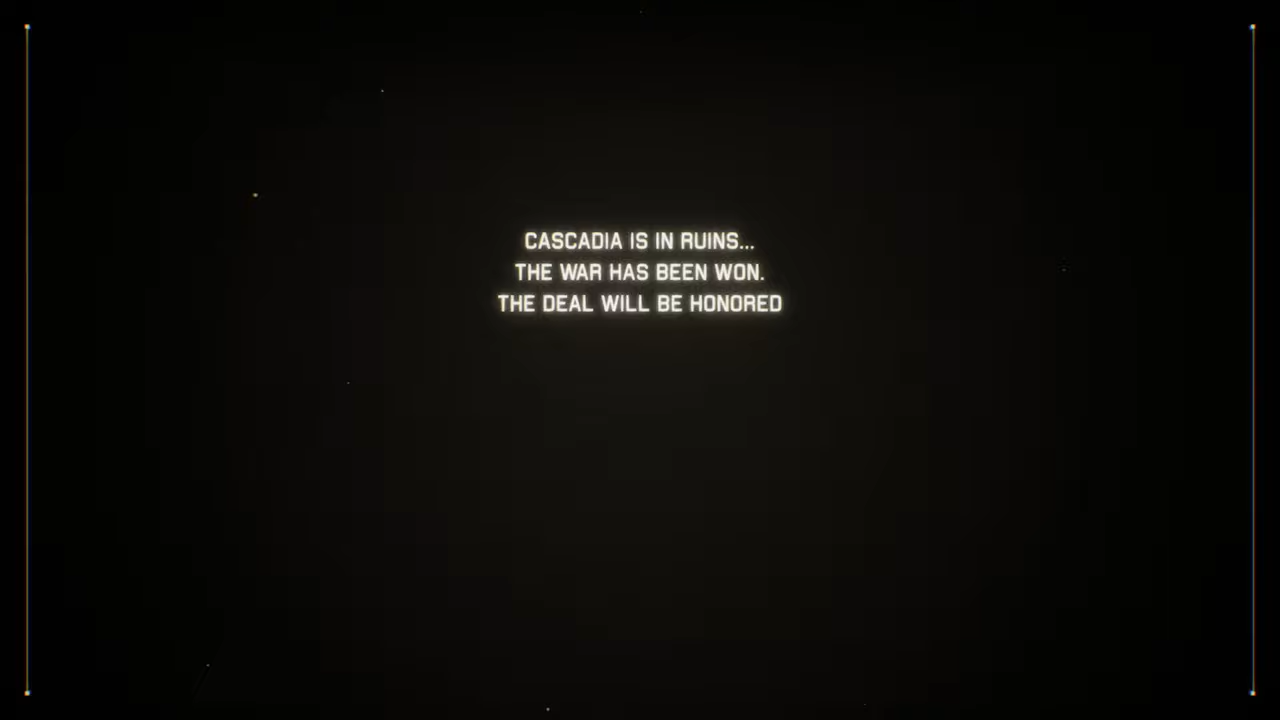 CASCADIA IS IN RUINS...
THE WAR HAS BEEN WON.
THE DEAL WILL BE HONORED